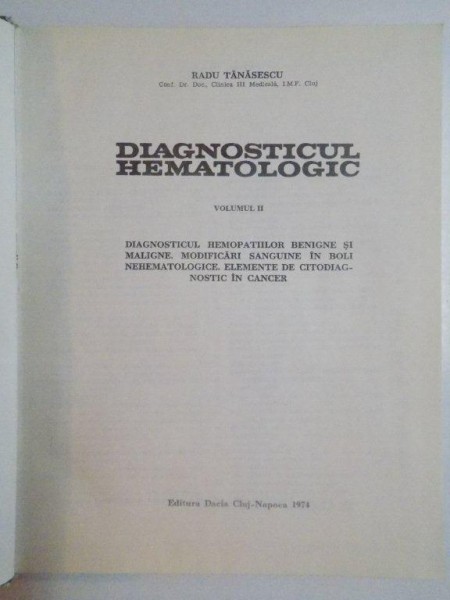 RADU TĂNĂSESCU
Conf. Dr. Doc., Clinica III Medicală, I.M.F. Cluj
DIAGNOSTICUL
HEMATOLOGIC
VOLUMUL II
DIAGNOSTICUL HEMOPATIILOR BENIGNE ȘI
MALIGNE. MODIFICĂRI SANGUINE ÎN BOLI
NEHEMATOLOGICE. ELEMENTE DE CITODIAG-
NOSTIC ÎN CANCER
Editura Dacia Cluj-Napoca 1974